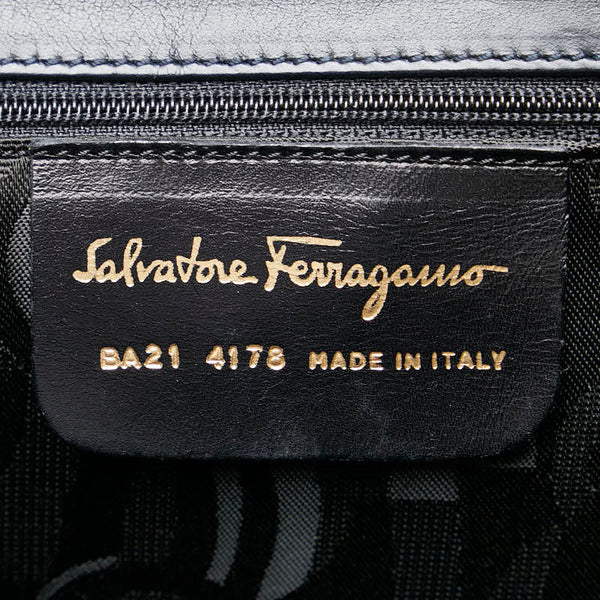 Salvatore Ferragamo
BA21 4178 MADE IN ITALY